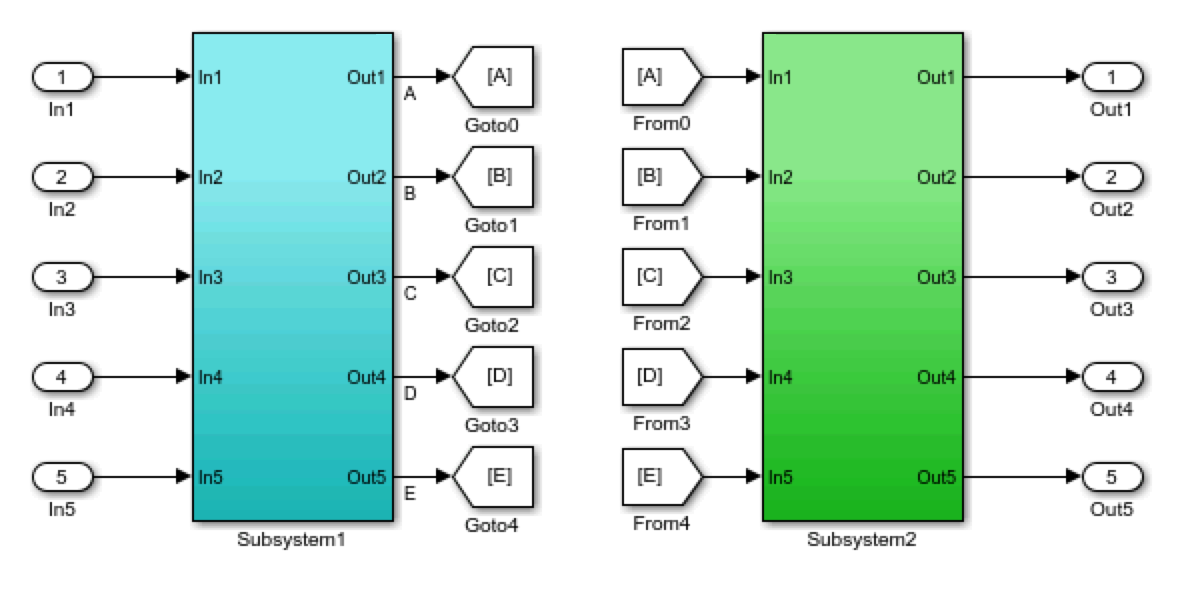 1 In1 Out1 [A] [A] In1 Out1 1
In1 A Goto0 From0 Out1
2 In2 Out2 [B] [B] In2 Out2 2
In2 B Goto1 From1 Out2
3 In3 Out3 [C] [C] In3 Out3 3
In3 C Goto2 From2 Out3
4 In4 Out4 [D] [D] In4 Out4 4
In4 D Goto3 From3 Out4
5 In5 Out5 [E] [E] In5 Out5 5
In5 E Goto4 From4 Out5
Subsystem1 Subsystem2